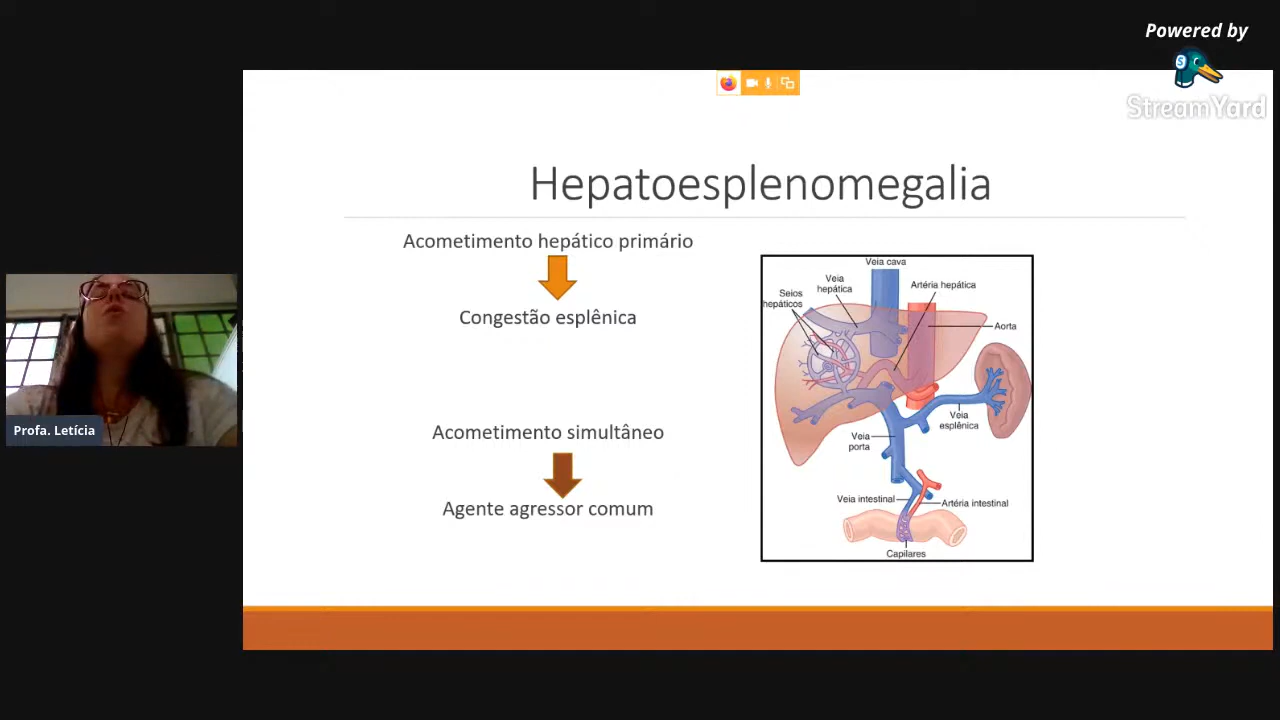 Powered by
StreamYard
Hepatoesplenomegalia
Acometimento hepático primário
Congestão esplênica
Acometimento simultâneo
Agente agressor comum
Veia cava
Veia
hepática
Artéria hepática
Seios
hepáticos
Aorta
Veia
esplênica
Veia
porta
Veia intestinal
Artéria intestinal
Capilares
Profa. Letícia